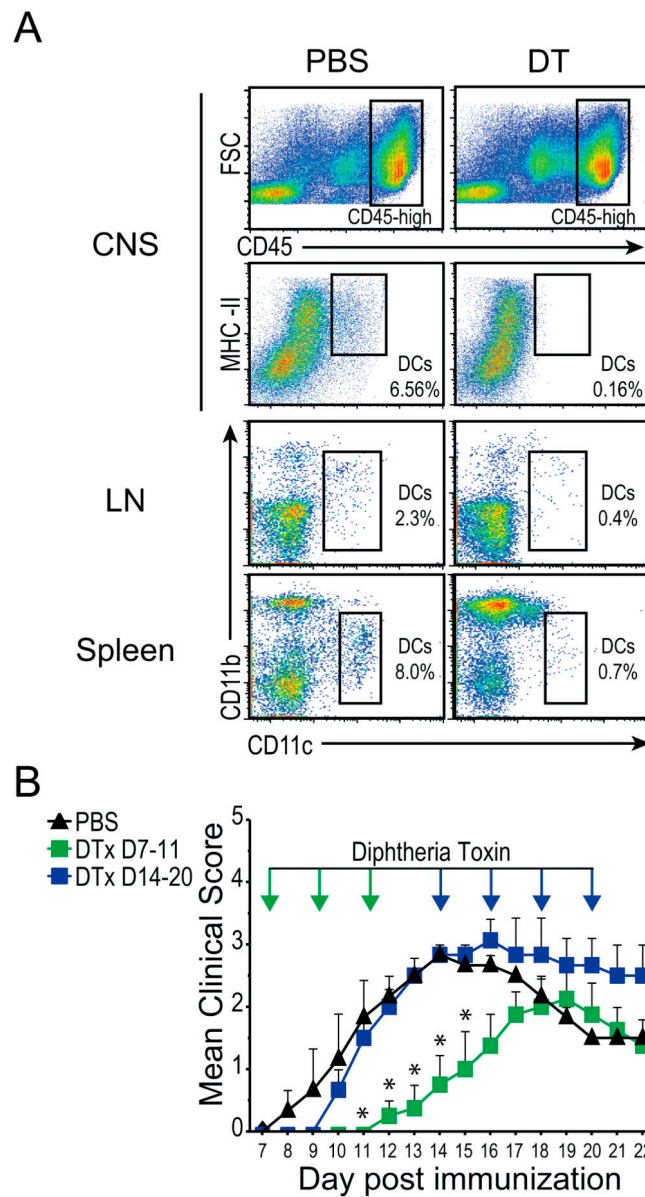 A
PBS DT
CNS
FSC
CD45-high CD45-high
CD45
MHC-II
DCs DCs
6.56% 0.16%
LN
DCs DCs
2.3% 0.4%
Spleen
CD11b
DCs DCs
8.0% 0.7%
CD11c
B
PBS
DTx D7-11
DTx D14-20
Diphtheria Toxin
Mean Clinical Score
5
4
3
2
1
0
* * * * *
7 8 9 10 11 12 13 14 15 16 17 18 19 20 21 22
Day post immunization